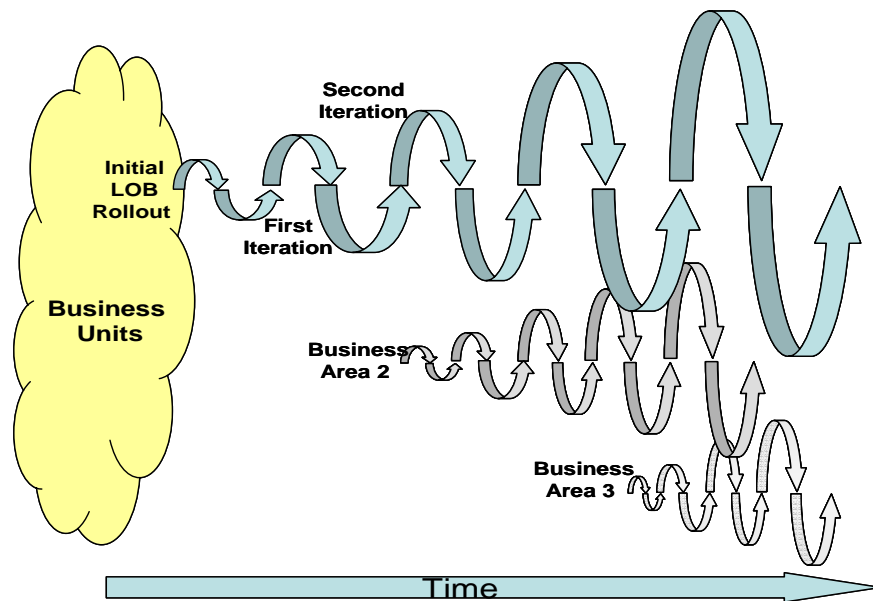 Second
Iteration
Initial
LOB
Rollout
First
Iteration
Business
Units
Business
Area 2
Business
Area 3
Time